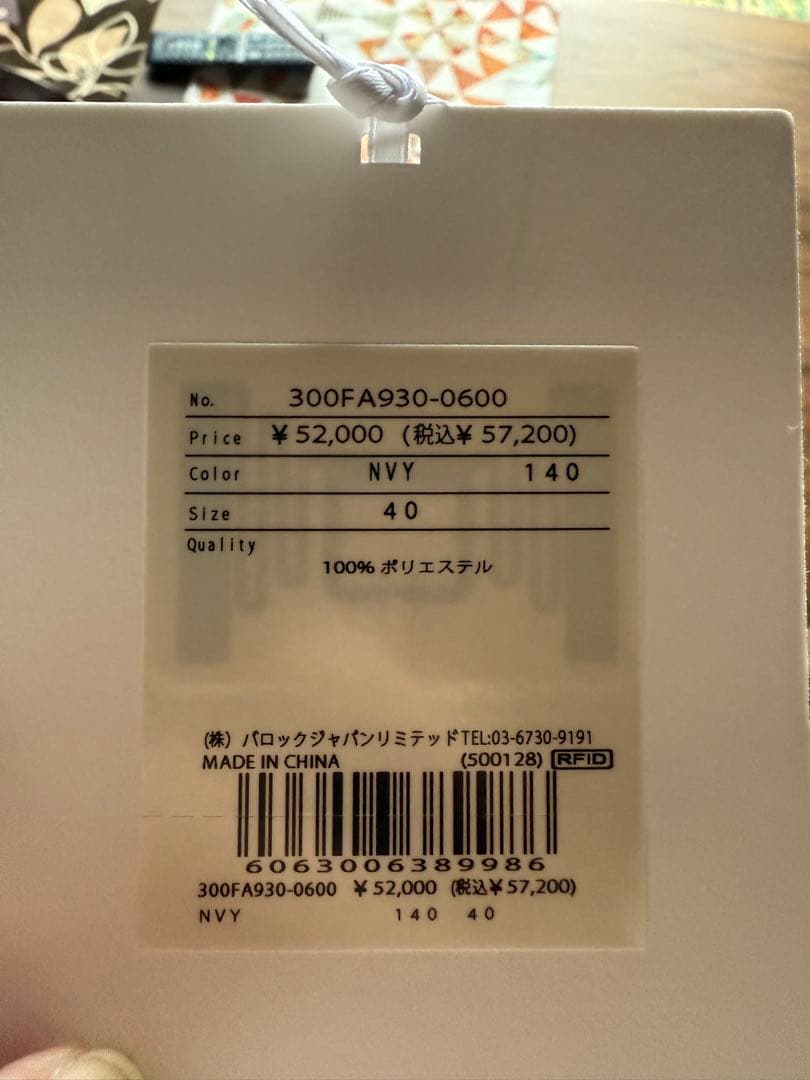 No. 300FA930-0600
Price ¥52,000 (税込¥57,200)
Color NVY 140
Size 40
Quality
100% ポリエステル
(株) バロックジャパンリミテッド TEL:03-6730-9191
MADE IN CHINA (500128) RFID
6063006389986
300FA930-0600 ¥52,000 (税込¥57,200)
NVY 140 40